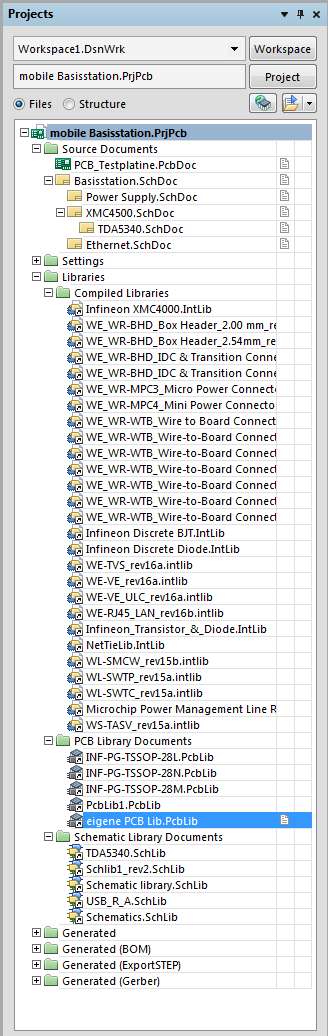 Projects
Workspace1.DsnWrk
Workspace
mobile Basisstation.PrjPcb
Project
Files
Structure
mobile Basisstation.PrjPcb
Source Documents
PCB_Testplatine.PcbDoc
Basisstation.SchDoc
Power Supply.SchDoc
XMC4500.SchDoc
TDA5340.SchDoc
Ethernet.SchDoc
Settings
Libraries
Compiled Libraries
Infineon XMC4000.IntLib
WE_WR-BHD_Box Header_2.00 mm_re
WE_WR-BHD_Box Header_2.54mm_re
WE_WR-BHD_IDC & Transition Conne
WE_WR-BHD_IDC & Transition Conne
WE_WR-MPC3_Micro Power Connect
WE_WR-MPC4_Mini Power Connecto
WE_WR-WTB_Wire to Board Connect
WE_WR-WTB_Wire-to-Board Connect
WE_WR-WTB_Wire-to-Board Connect
WE_WR-WTB_Wire-to-Board Connect
WE_WR-WTB_Wire-to-Board Connect
WE_WR-WTB_Wire-to-Board Connect
WE_WR-WTB_Wire-to-Board Connect
Infineon Discrete BJT.IntLib
Infineon Discrete Diode.IntLib
WE-TVS_rev16a.intlib
WE-VE_rev16a.intlib
WE-VE_ULC_rev16a.intlib
WE-RJ45_LAN_rev16b.intlib
Infineon_Transistor_&_Diode.IntLib
NetTieLib.IntLib
WL-SMCW_rev15b.intlib
WL-SWTP_rev15a.intlib
WL-SWTC_rev15a.intlib
Microchip Power Management Line R
WS-TASV_rev15a.intlib
PCB Library Documents
INF-PG-TSSOP-28L.PcbLib
INF-PG-TSSOP-28N.PcbLib
INF-PG-TSSOP-28M.PcbLib
PcbLib1.PcbLib
eigene PCB Lib.PcbLib
Schematic Library Documents
TDA5340.SchLib
Schlib1_rev2.SchLib
Schematic library.SchLib
USB_R_A.SchLib
Schematics.SchLib
Generated
Generated (BOM)
Generated (ExportSTEP)
Generated (Gerber)